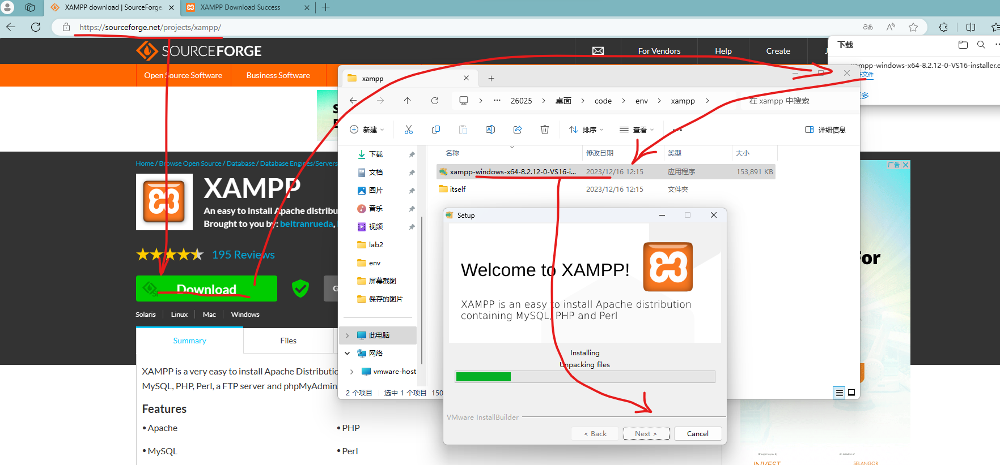 XAMPP download | SourceForge.
XAMPP Download Success
https://sourceforge.net/projects/xampp/
SOURCEFORGE
For Vendors
Help
Create
下载
xampp-windows-x64-8.2.12-0-VS16-installer.e
开文件
多
Open Source Software
Business Software
xampp
26025
桌面
code
env
xampp
在 xampp 中搜索
新建
排序
查看
详细信息
名称
修改日期
类型
大小
xampp-windows-x64-8.2.12-0-VS16-i...
2023/12/16 12:15
应用程序
153,891 KB
itself
2023/12/16 12:15
文件夹
下载
文档
图片
音乐
视频
lab2
env
屏幕截图
保存的图片
此电脑
网络
vmware-host
2 个项目
选中 1 个项目
150
Home / Browse Open Source / Database / Database Engines/Servers
XAMPP
An easy to install Apache distribu
Brought to you by: beltranrueda,
195 Reviews
Download
G
Solaris
Linux
Mac
Windows
Summary
Files
XAMPP is a very easy to install Apache Distributio
MySQL, PHP, Perl, a FTP server and phpMyAdmin
Features
• Apache
• PHP
• MySQL
• Perl
Setup
Welcome to XAMPP!
XAMPP is an easy to install Apache distribution
containing MySQL, PHP and Perl
Installing
Unpacking files
VMware InstallBuilder
< Back
Next >
Cancel
广告
For
Brought to you by
An initiative of
INVEST
SELANGOR